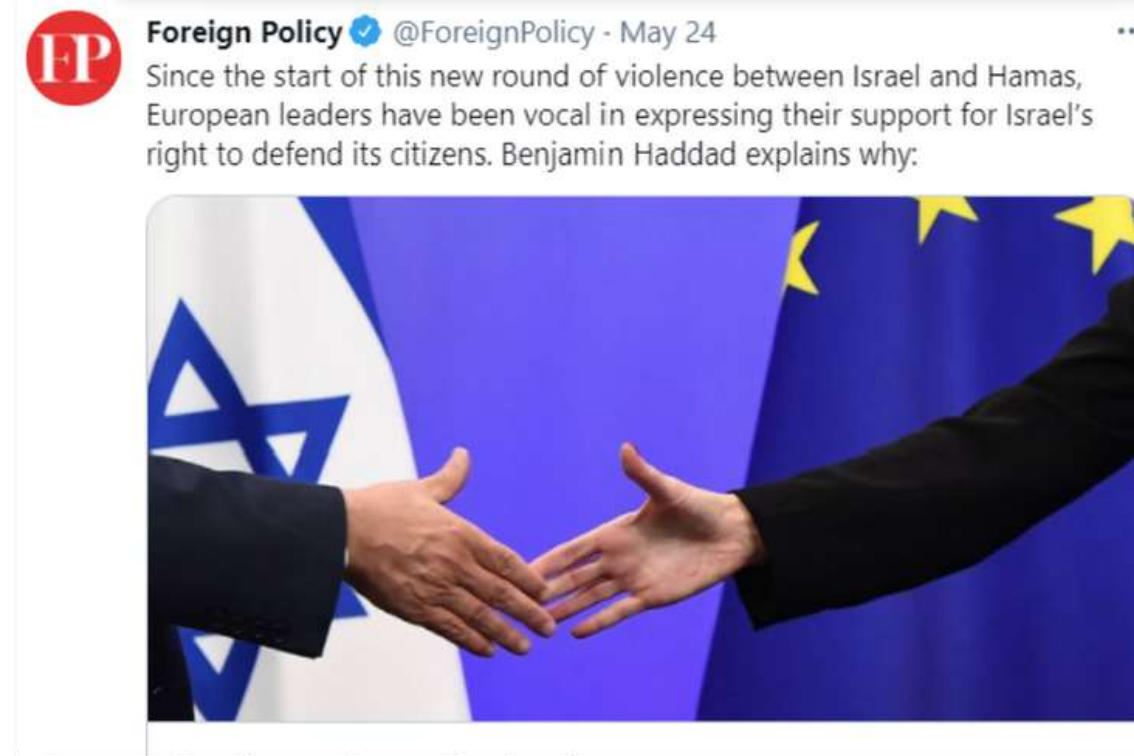 FP
Foreign Policy @ForeignPolicy · May 24
Since the start of this new round of violence between Israel and Hamas,
European leaders have been vocal in expressing their support for Israel’s
right to defend its citizens. Benjamin Haddad explains why: